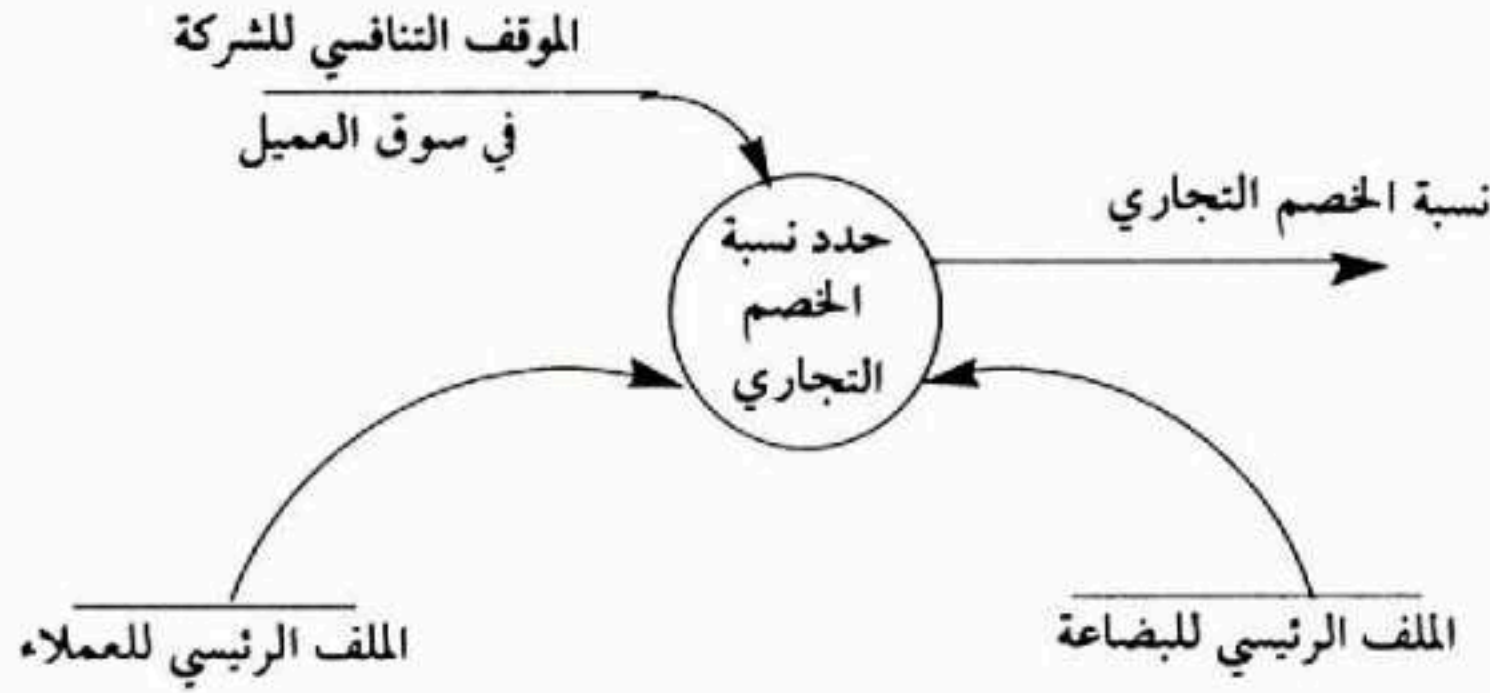 الموقف التنافسي للشركة
في سوق العميل
نسبة الخصم التجاري
حدد نسبة
الخصم
التجاري
الملف الرئيسي للبضاعة
الملف الرئيسي للعملاء